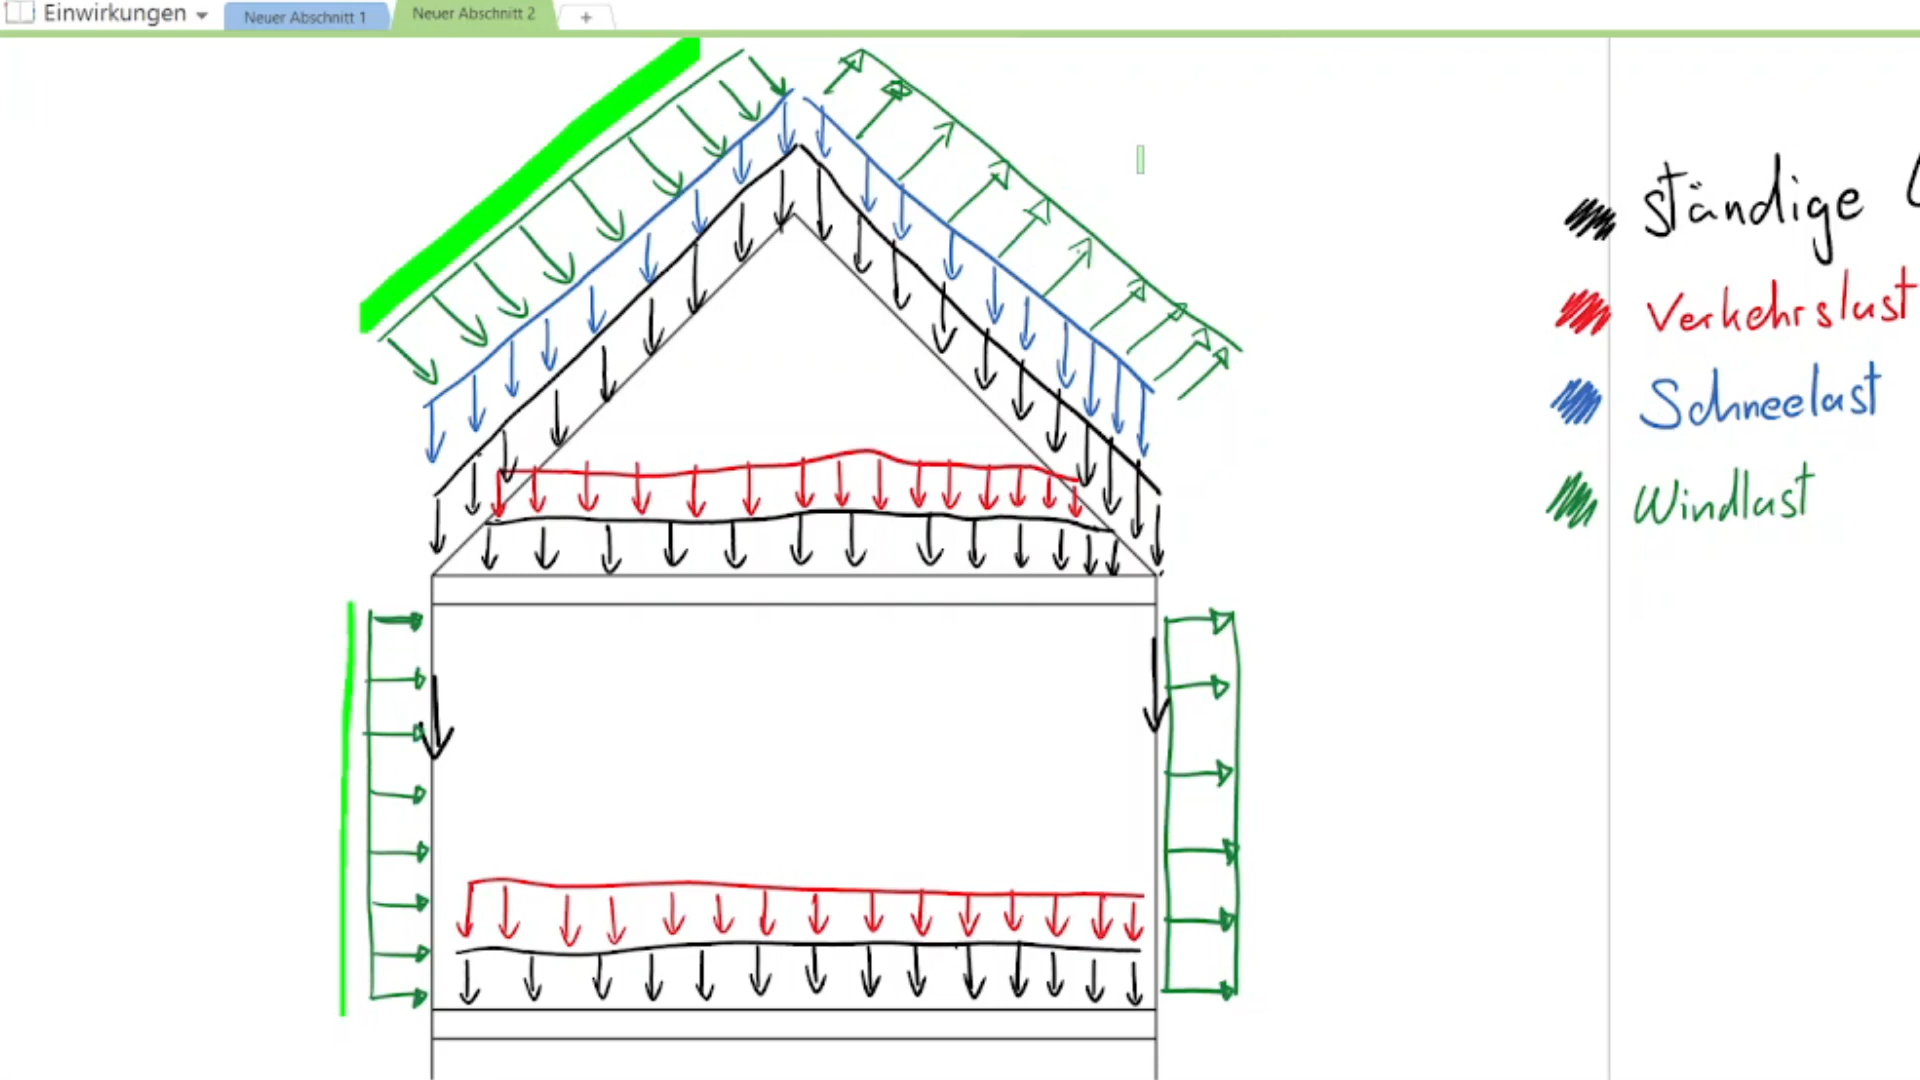 Einwirkungen
Neuer Abschnitt 1
Neuer Abschnitt 2
+
ständige
Verkehrslast
Schneelast
Windlast